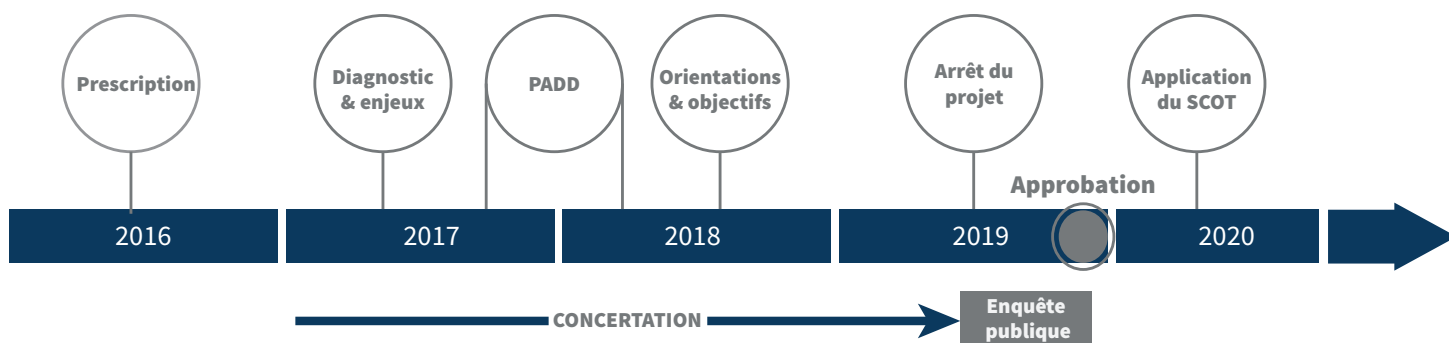 Prescription
Diagnostic
& enjeux
PADD
Orientations
& objectifs
Arrêt du
projet
Application
du SCOT
Approbation
2016
2017
2018
2019
2020
CONCERTATION
Enquête
publique